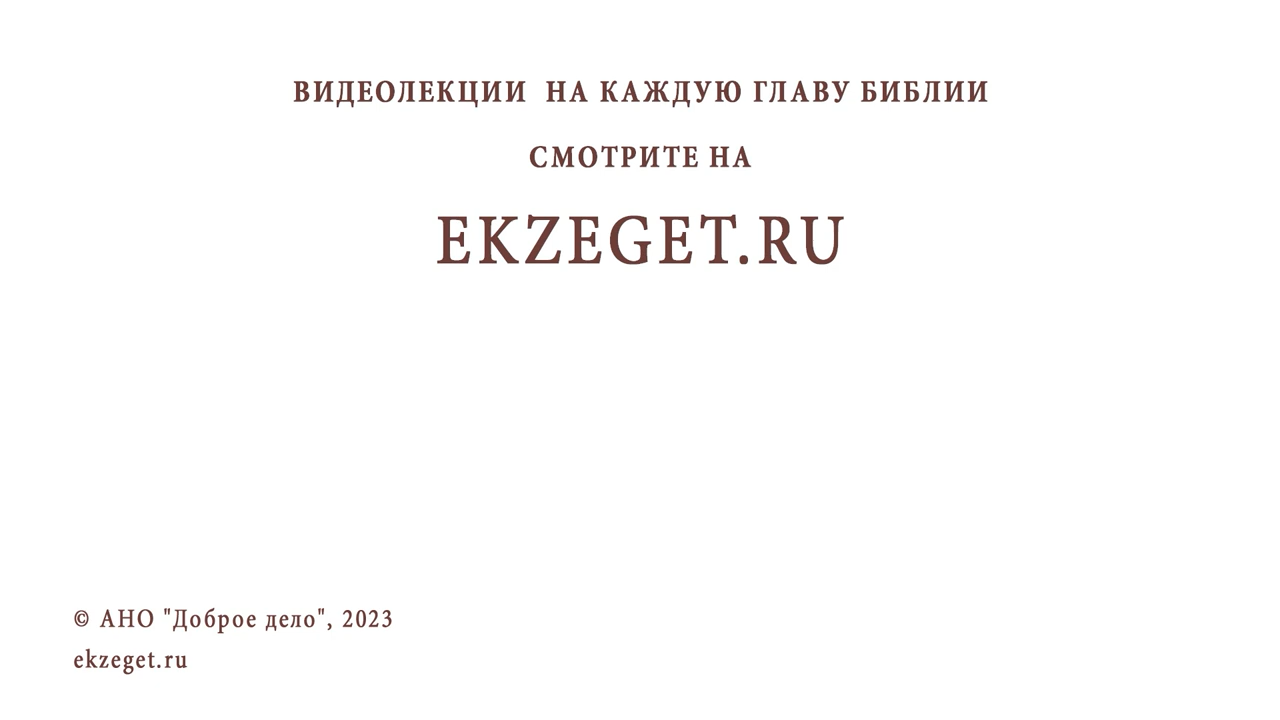 ВИДЕОЛЕКЦИИ НА КАЖДУЮ ГЛАВУ БИБЛИИ
СМОТРИТЕ НА
EKZEGET.RU
© АНО "Доброе дело", 2023
ekzeget.ru